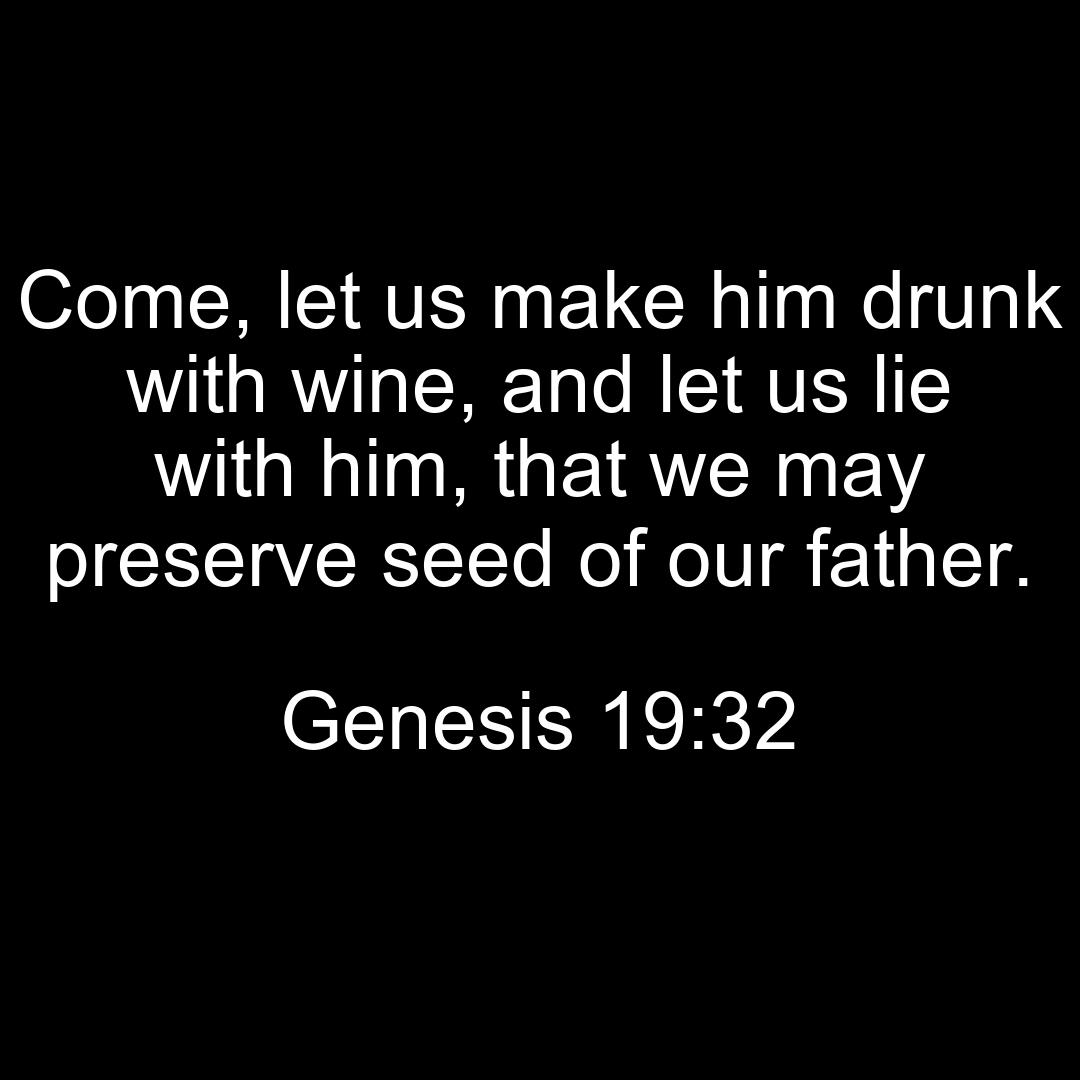 Come, let us make him drunk
with wine, and let us lie
with him, that we may
preserve seed of our father.
Genesis 19:32